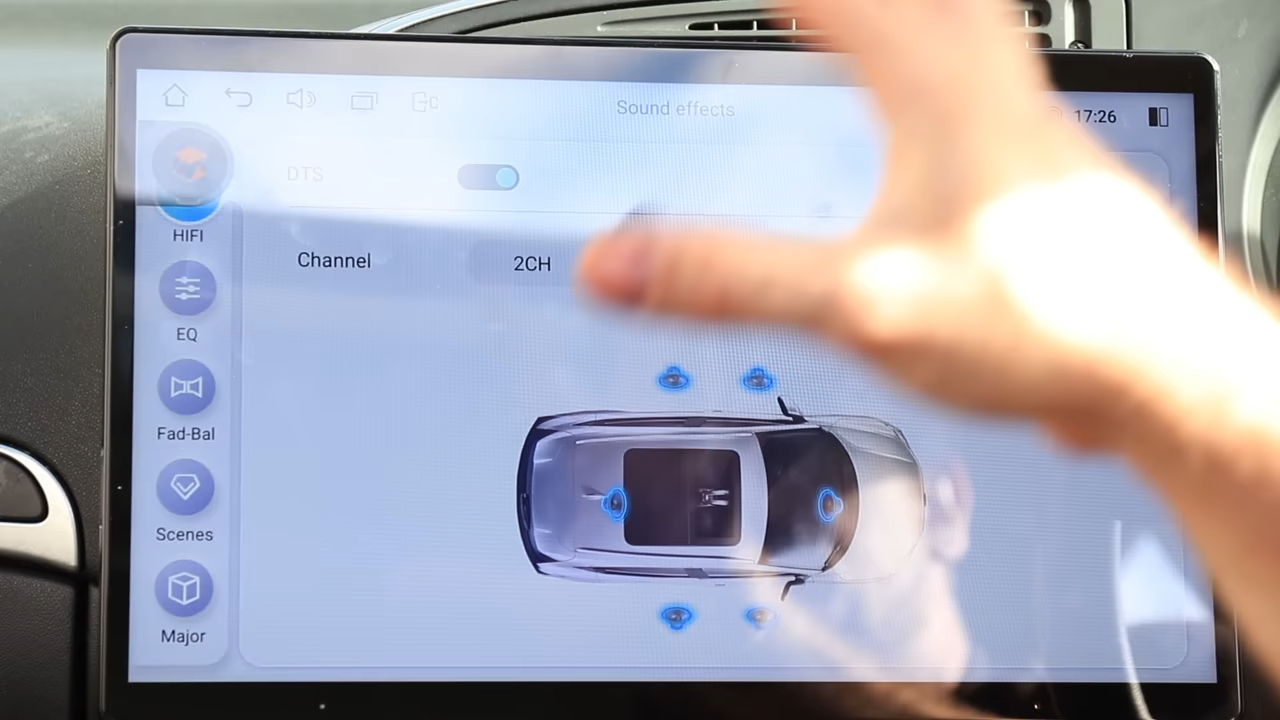 Sound effects
17:26
DTS
HIFI
Channel
2CH
EQ
Fad-Bal
Scenes
Major